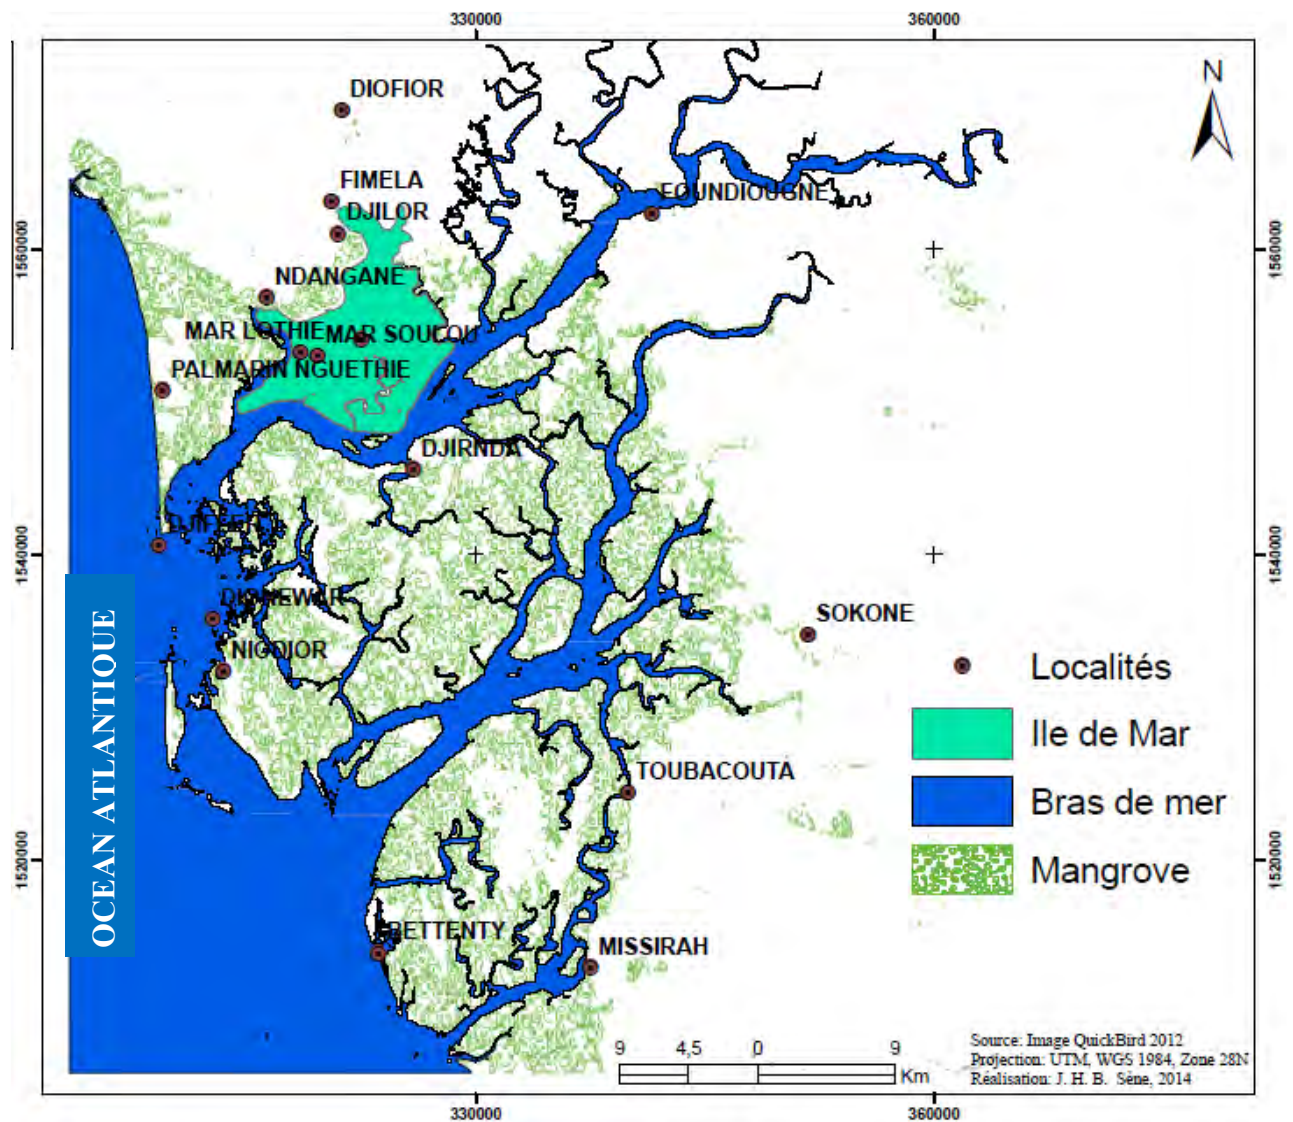 330000
360000
N
DIOFIOR
FIMELA
FOUNDIOUGNE
DJILOR
1560000
1560000
NDANGANE
MAR LOTHIE
MAR SOULOU
PALMARIN NGUETHIE
DJIRNDA
1540000
1540000
DIONEWAR
SOKONE
NIODIOR
Localités
Ile de Mar
Bras de mer
Mangrove
OCEAN ATLANTIQUE
TOUBACOUTA
1520000
1520000
BETTENTY
MISSIRAH
9 4,5 0 9
Km
Source: Image QuickBird 2012
Projection: UTM, WGS 1984, Zone 28N
Réalisation: J. H. B. Sène, 2014
330000
360000